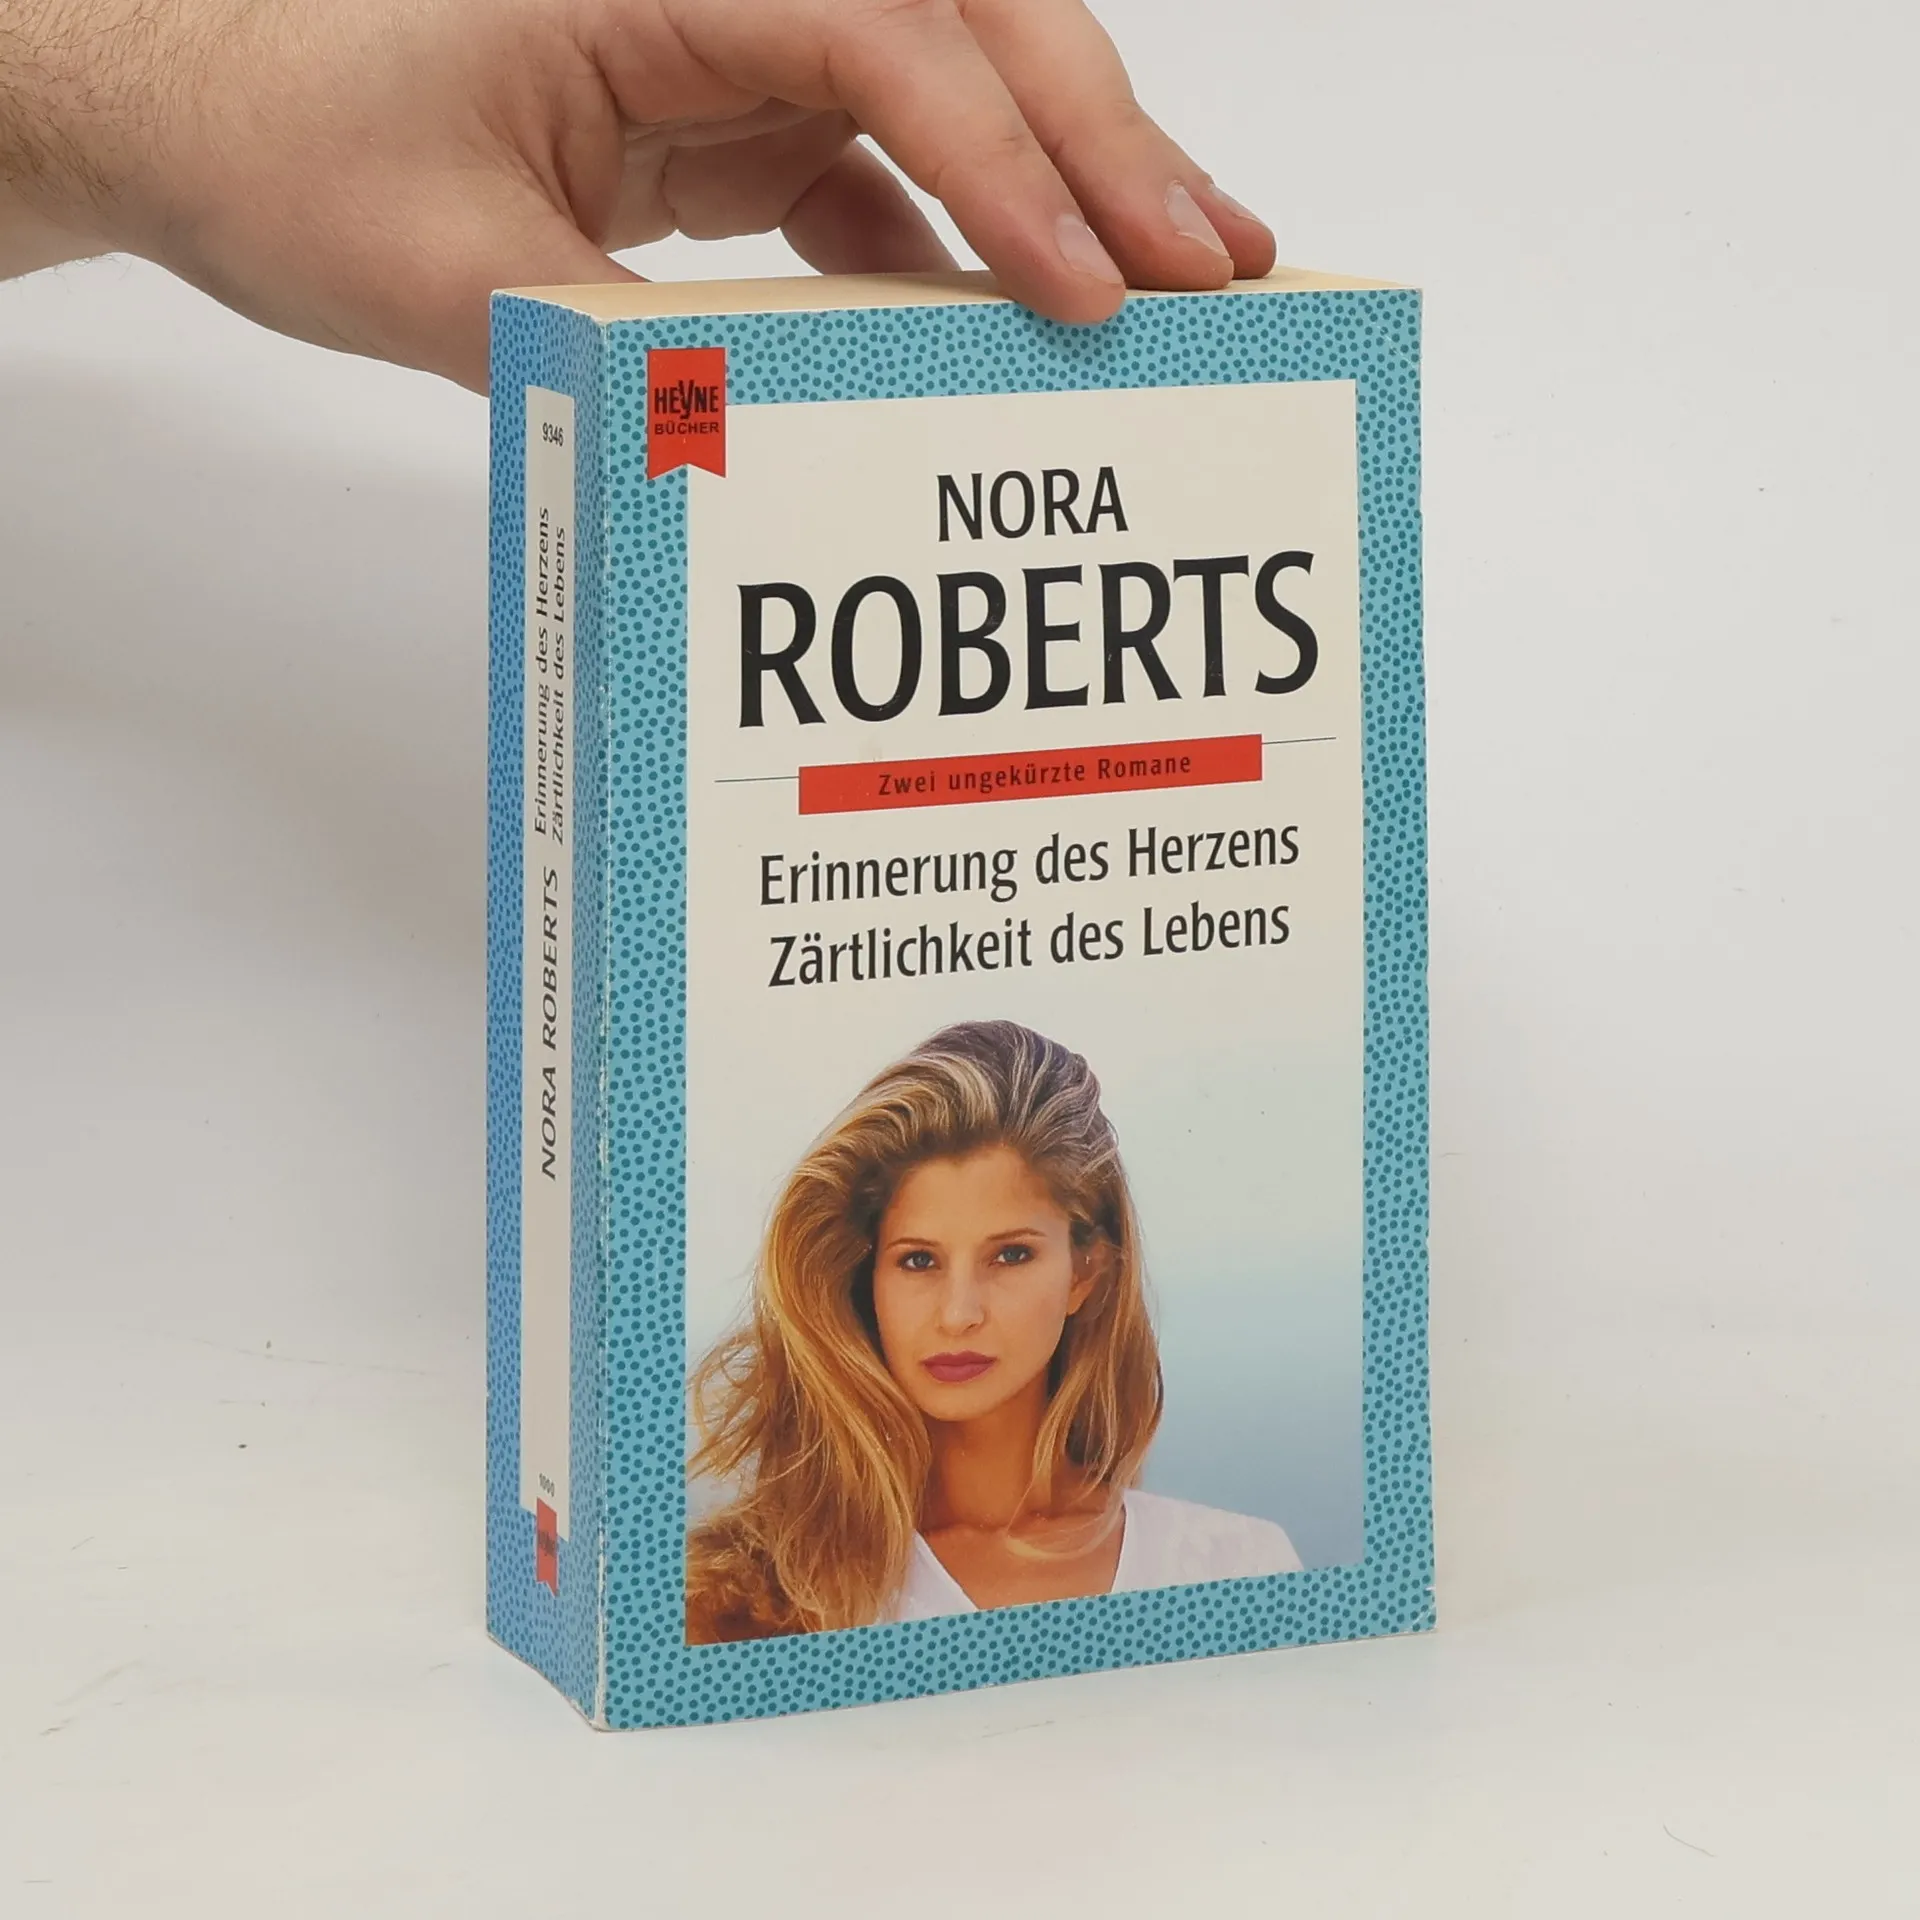 HEYNE
BÜCHER
NORA
ROBERTS
Zwei ungekürzte Romane
Erinnerung des Herzens
Zärtlichkeit des Lebens
9346
NORA ROBERTS
Erinnerung des Herzens
Zärtlichkeit des Lebens
1000